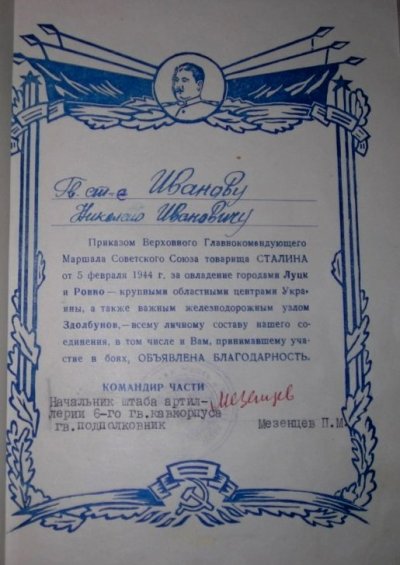 Гв. ст-с Иванову
Николаю Ивановичу
Приказом Верховного Главнокомандующего
Маршала Советского Союза товарища СТАЛИНА
от 5 февраля 1944 г. за овладение городами Луцк
и Ровно — крупными областными центрами Укра-
ины, а также важным железнодорожным узлом
Здолбунов, — всему личному составу нашего со-
единения, в том числе и Вам, принимавшему уча-
стие в боях, ОБЪЯВЛЕНА БЛАГОДАРНОСТЬ.
КОМАНДИР ЧАСТИ
Начальник штаба артил- Мезенцев
лерии 6-го гв.кавкорпуса
гв.подполковник Мезенцев П.М.